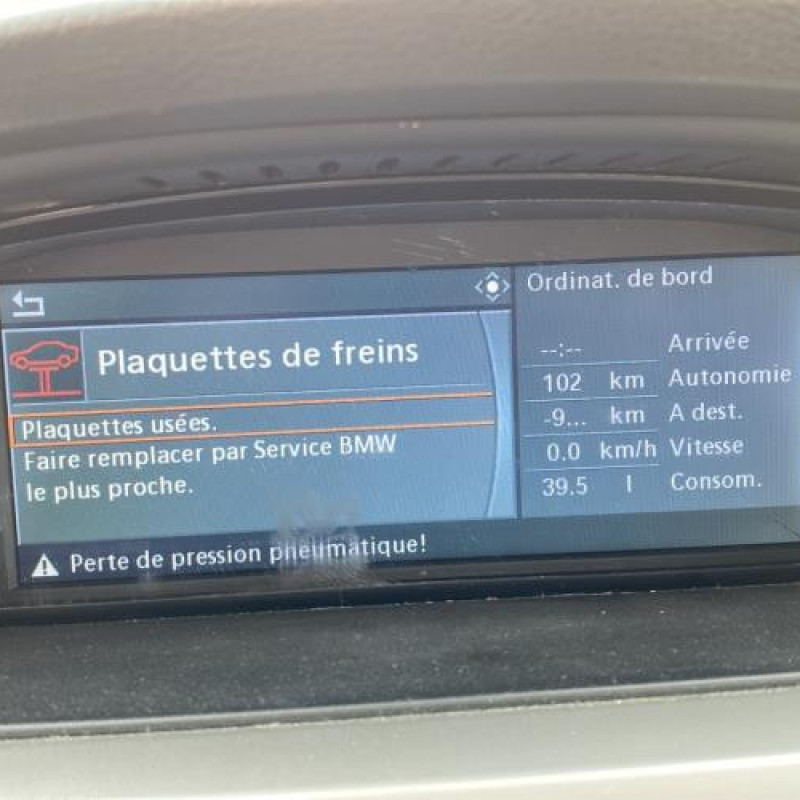 Plaquettes de freins
Plaquettes usées.
Faire remplacer par Service BMW
le plus proche.
Perte de pression pneumatique!
Ordinat. de bord
--:-- Arrivée
102 km Autonomie
-9... km A dest.
0.0 km/h Vitesse
39.5 l Consom.